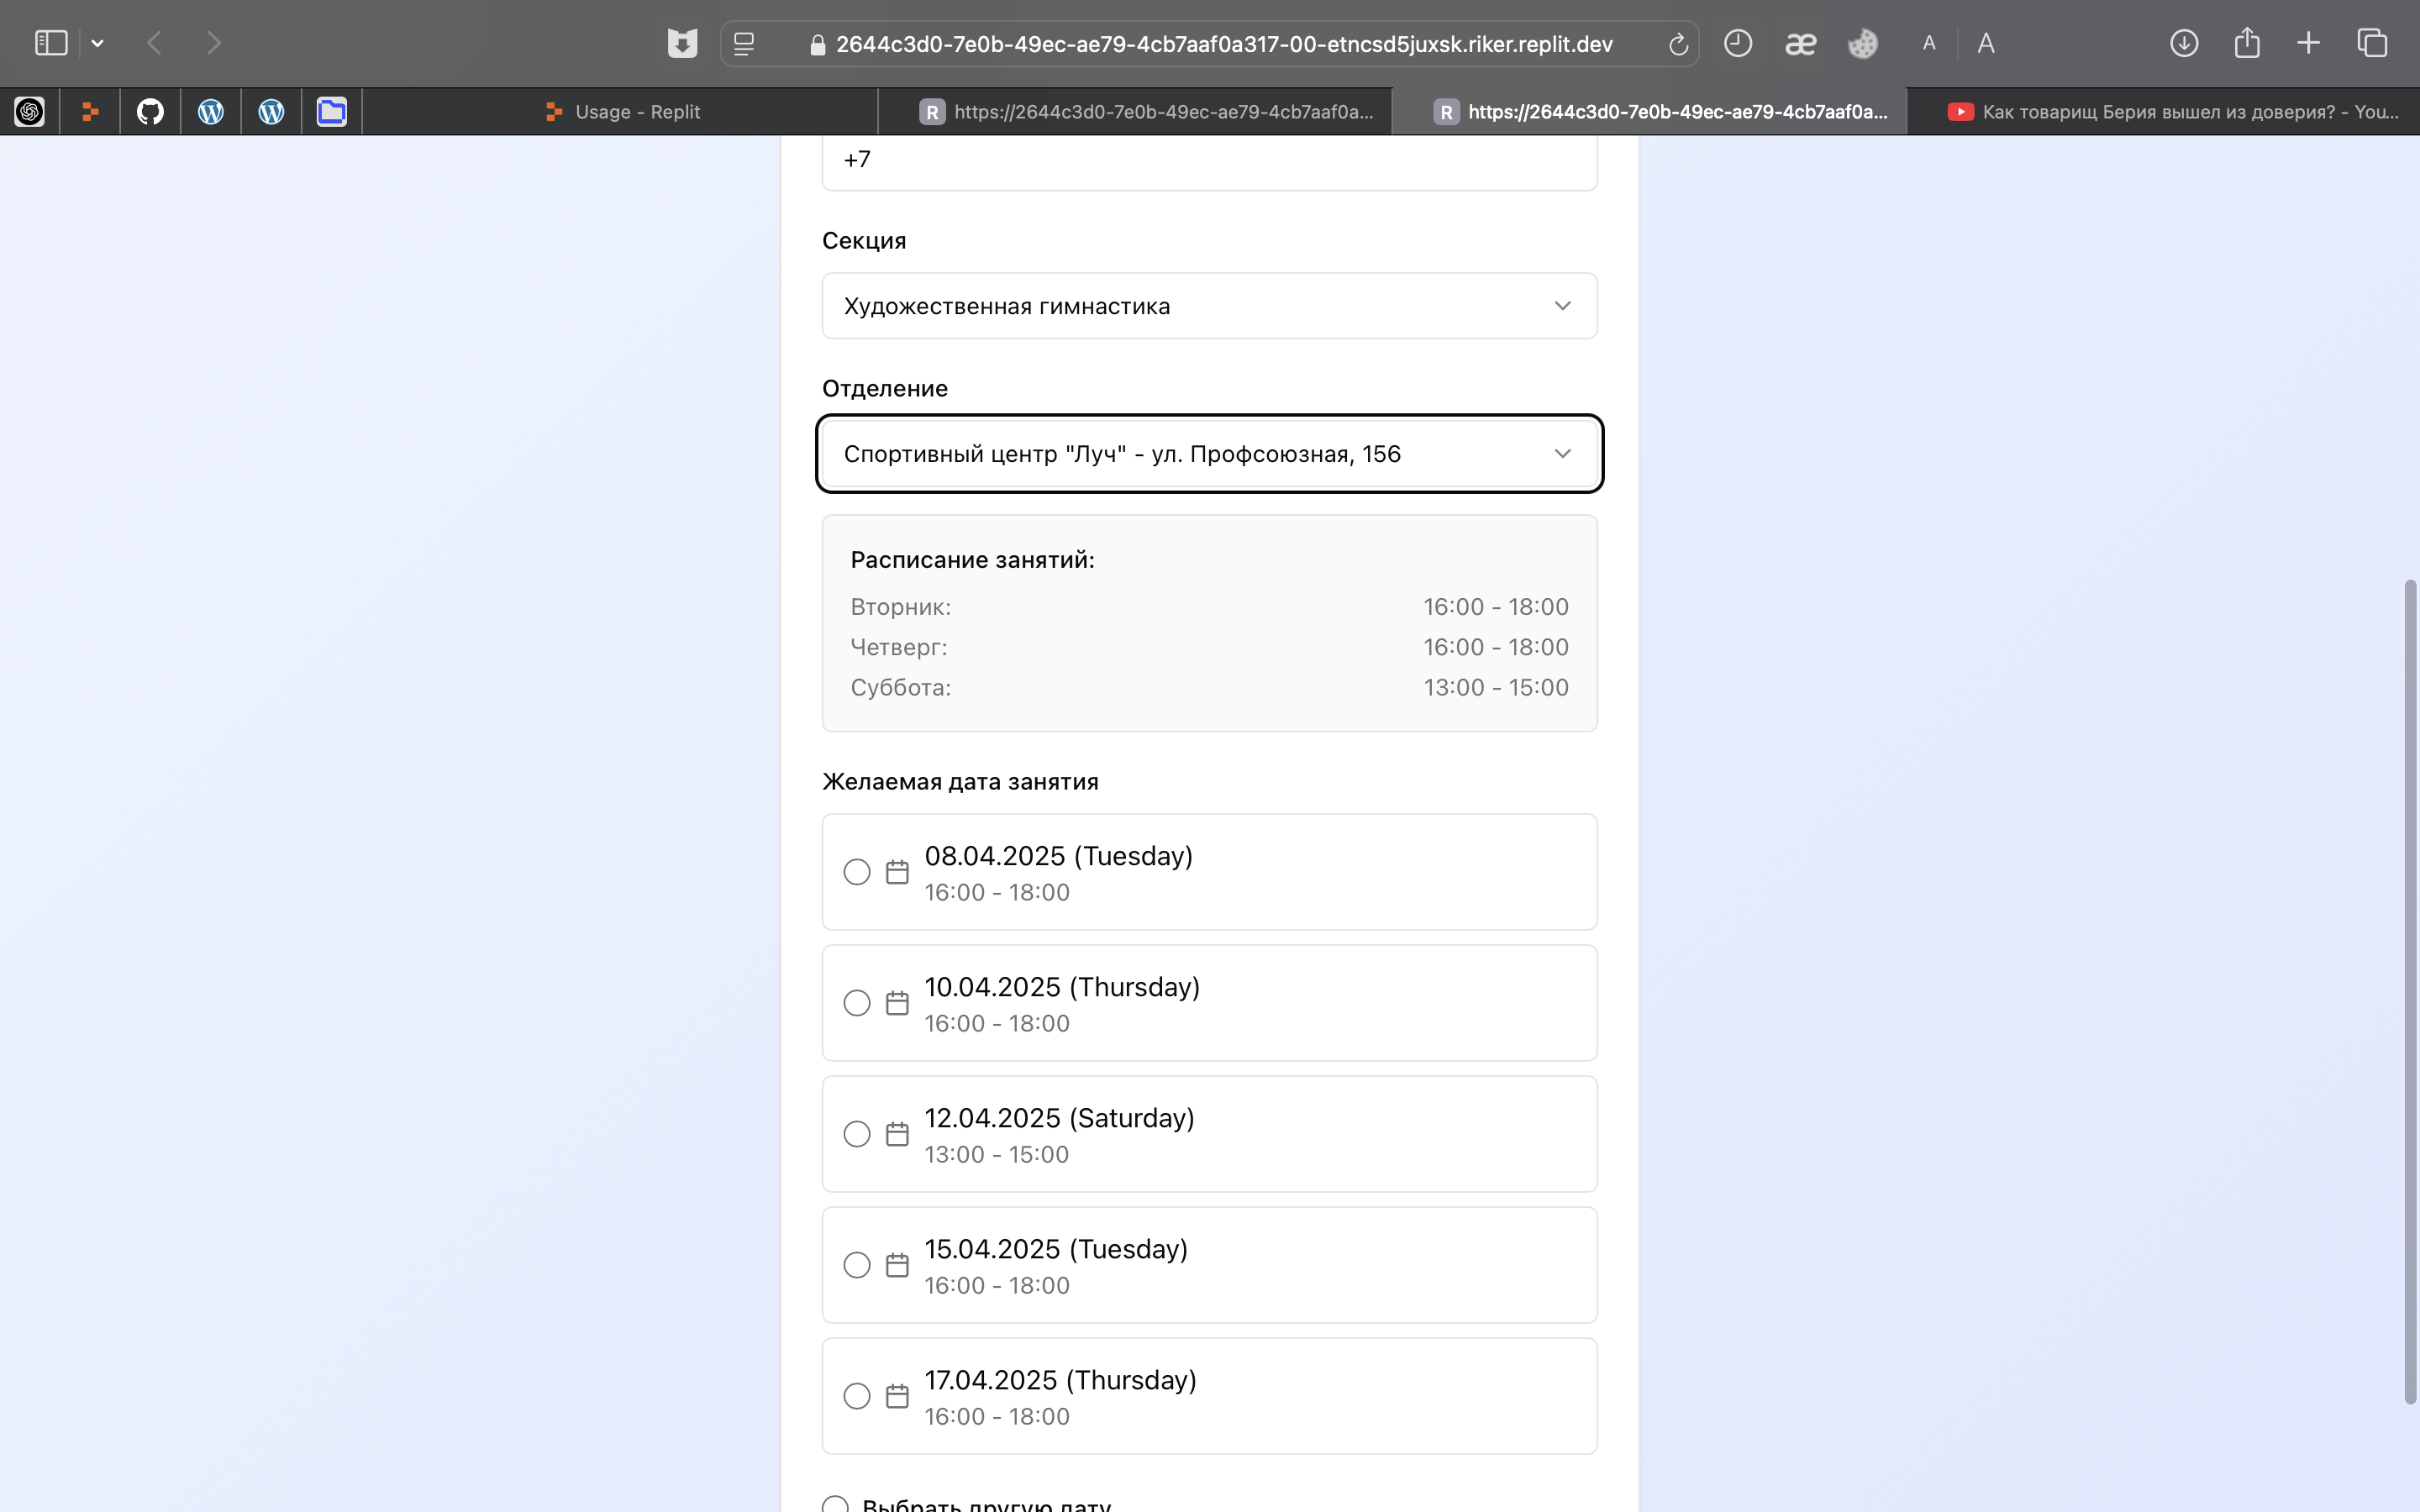 2644c3d0-7e0b-49ec-ae79-4cb7aaf0a317-00-etncsd5juxsk.riker.replit.dev
æ
A
A
Usage - Replit
R https://2644c3d0-7e0b-49ec-ae79-4cb7aaf0a...
R https://2644c3d0-7e0b-49ec-ae79-4cb7aaf0a...
Как товарищ Берия вышел из доверия? - You...
+7
Секция
Художественная гимнастика
Отделение
Спортивный центр "Луч" - ул. Профсоюзная, 156
Расписание занятий:
Вторник: 16:00 - 18:00
Четверг: 16:00 - 18:00
Суббота: 13:00 - 15:00
Желаемая дата занятия
08.04.2025 (Tuesday)
16:00 - 18:00
10.04.2025 (Thursday)
16:00 - 18:00
12.04.2025 (Saturday)
13:00 - 15:00
15.04.2025 (Tuesday)
16:00 - 18:00
17.04.2025 (Thursday)
16:00 - 18:00
Выбрать другую дату